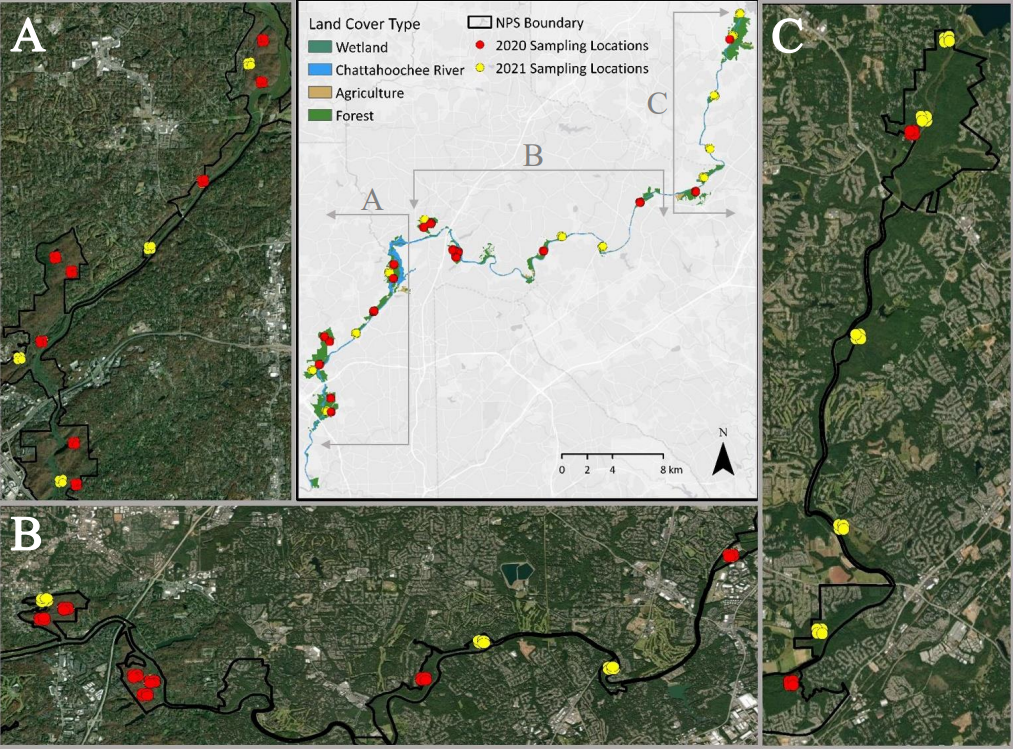 A
Land Cover Type
Wetland
Chattahoochee River
Agriculture
Forest
NPS Boundary
2020 Sampling Locations
2021 Sampling Locations
C
B
A
N
0 2 4 8 km
C
B